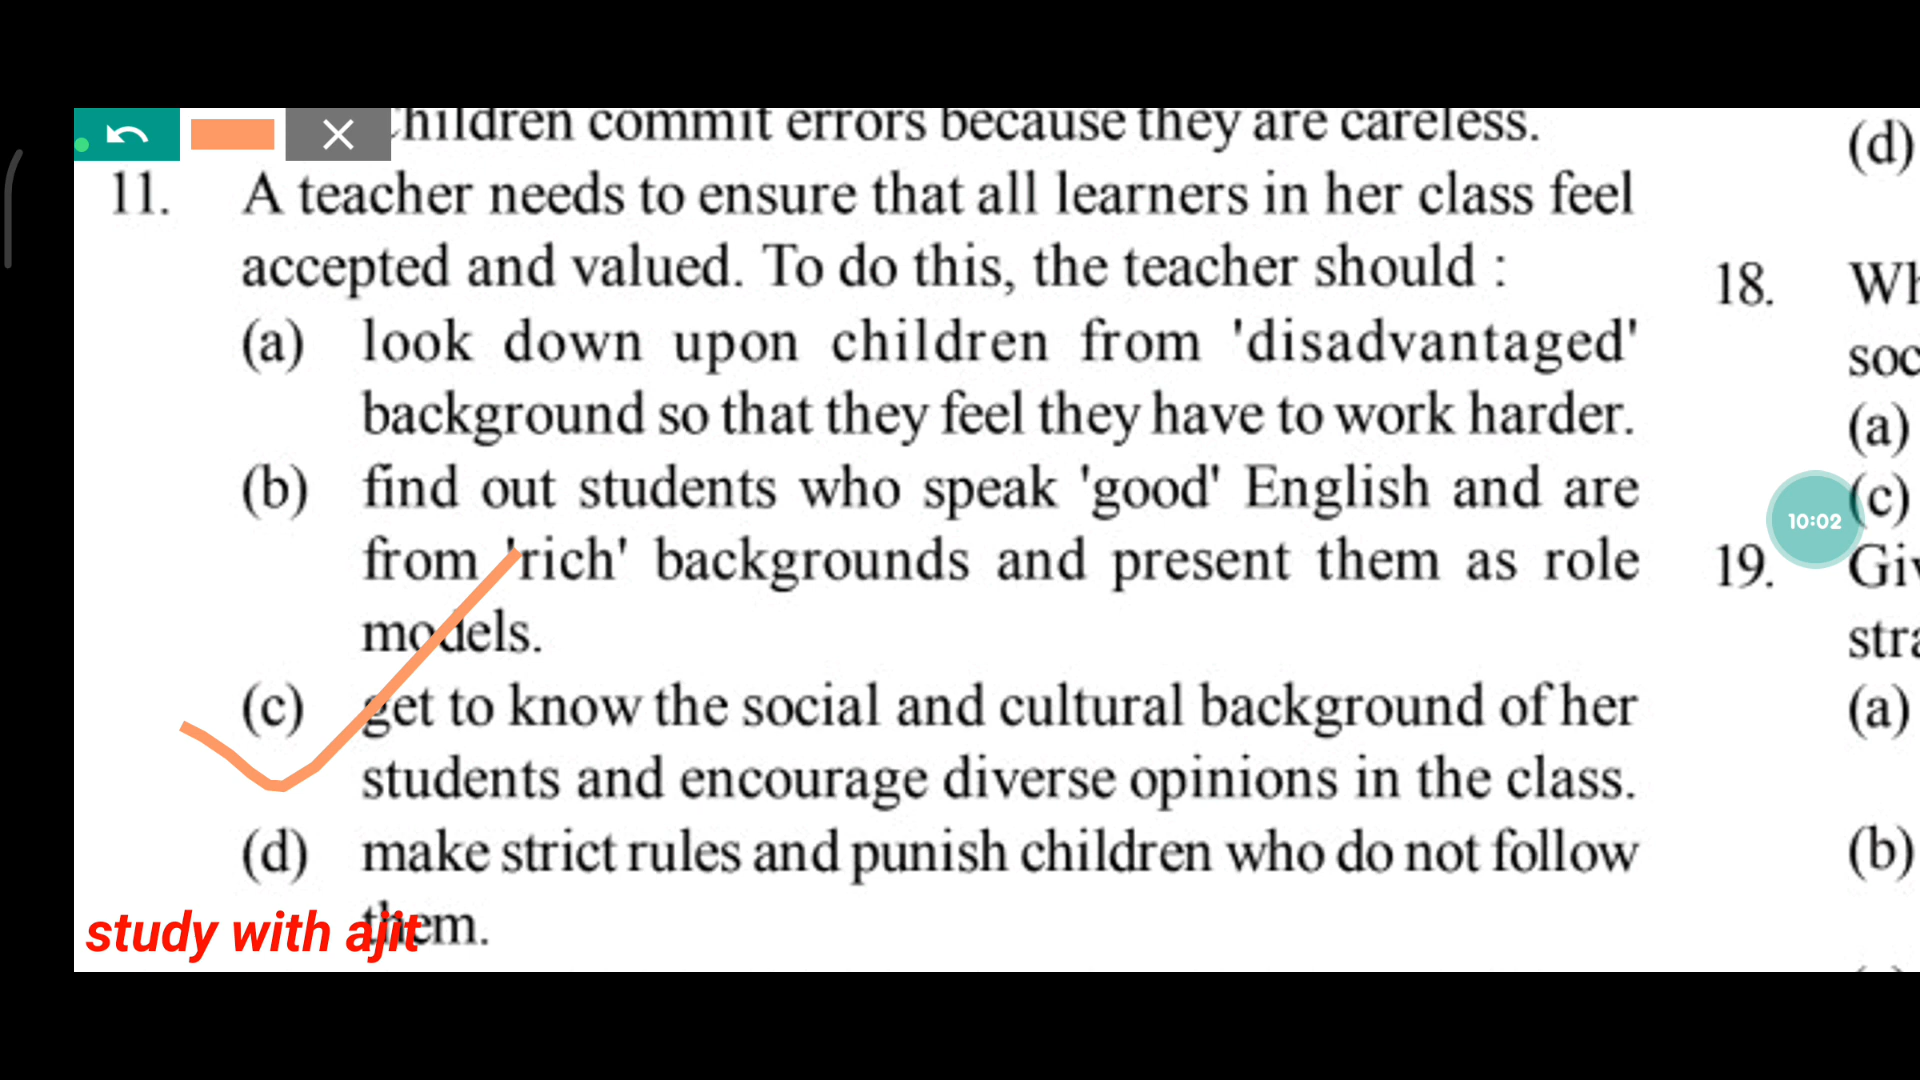 Children commit errors because they are careless.
11. A teacher needs to ensure that all learners in her class feel
accepted and valued. To do this, the teacher should :
(a) look down upon children from 'disadvantaged'
background so that they feel they have to work harder.
(b) find out students who speak 'good' English and are
from 'rich' backgrounds and present them as role
models.
(c) get to know the social and cultural background of her
students and encourage diverse opinions in the class.
(d) make strict rules and punish children who do not follow
them.
study with ajit
(d)
18. Wh
soc
(a)
(c)
10:02
19. Giv
stra
(a)
(b)